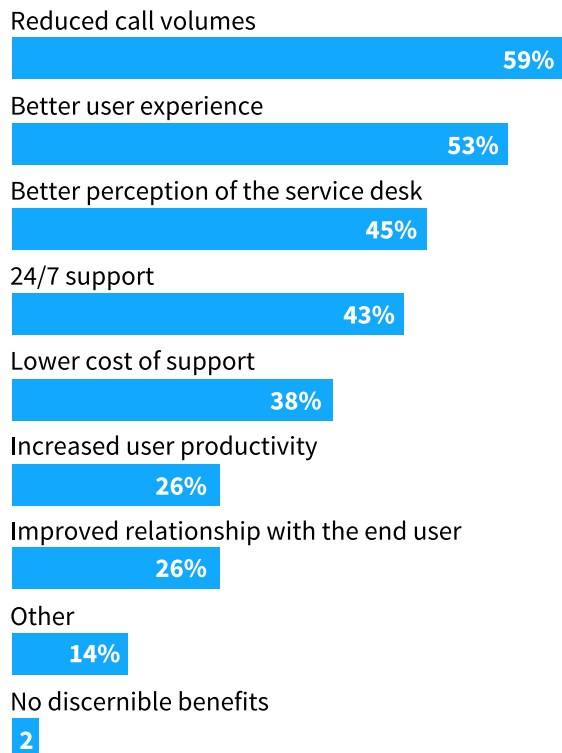 Reduced call volumes
59%
Better user experience
53%
Better perception of the service desk
45%
24/7 support
43%
Lower cost of support
38%
Increased user productivity
26%
Improved relationship with the end user
26%
Other
14%
No discernible benefits
2